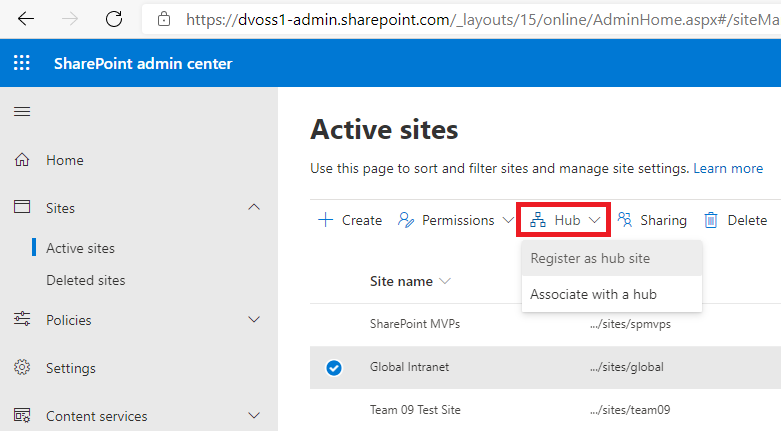 https://dvoss1-admin.sharepoint.com/_layouts/15/online/AdminHome.aspx#/siteMa
SharePoint admin center
Home
Sites
Active sites
Deleted sites
Policies
Settings
Content services
Active sites
Use this page to sort and filter sites and manage site settings. Learn more
Create Permissions Hub Sharing Delete
Register as hub site
Associate with a hub
Site name
SharePoint MVPs .../sites/spmvps
Global Intranet .../sites/global
Team 09 Test Site .../sites/team09